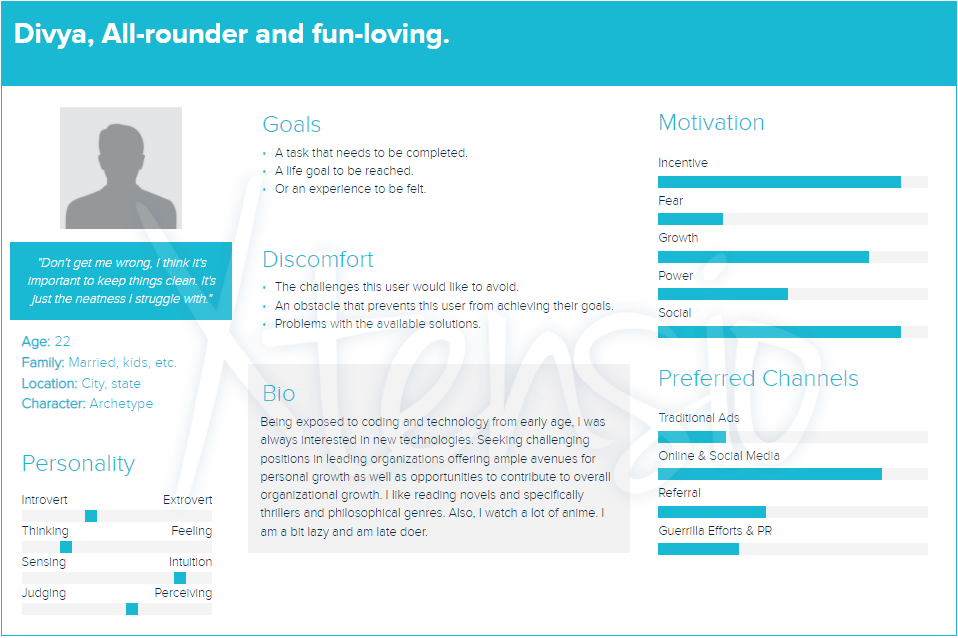 Divya, All-rounder and fun-loving.
"Don't get me wrong, I think it's
important to keep things clean. It's
just the neatness I struggle with."
Age: 22
Family: Married, kids, etc.
Location: City, state
Character: Archetype
Personality
Introvert Extrovert
Thinking Feeling
Sensing Intuition
Judging Perceiving
Goals
• A task that needs to be completed.
• A life goal to be reached.
• Or an experience to be felt.
Discomfort
• The challenges this user would like to avoid.
• An obstacle that prevents this user from achieving their goals.
• Problems with the available solutions.
Bio
Being exposed to coding and technology from early age, I was
always interested in new technologies. Seeking challenging
positions in leading organizations offering ample avenues for
personal growth as well as opportunities to contribute to overall
organizational growth. I like reading novels and specifically
thrillers and philosophical genres. Also, I watch a lot of anime. I
am a bit lazy and am late doer.
Motivation
Incentive
Fear
Growth
Power
Social
Preferred Channels
Traditional Ads
Online & Social Media
Referral
Guerrilla Efforts & PR
Xtensio